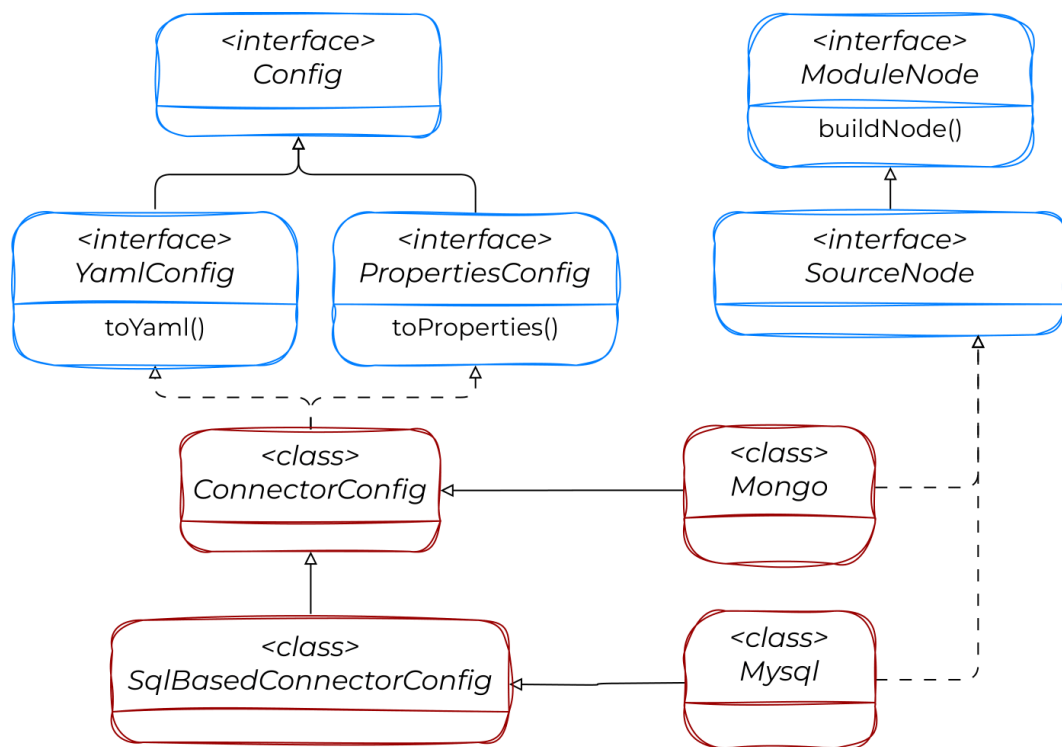 <interface>
Config
<interface>
ModuleNode
buildNode()
<interface>
YamlConfig
toYaml()
<interface>
PropertiesConfig
toProperties()
<interface>
SourceNode
<class>
ConnectorConfig
<class>
Mongo
<class>
SqlBasedConnectorConfig
<class>
Mysql